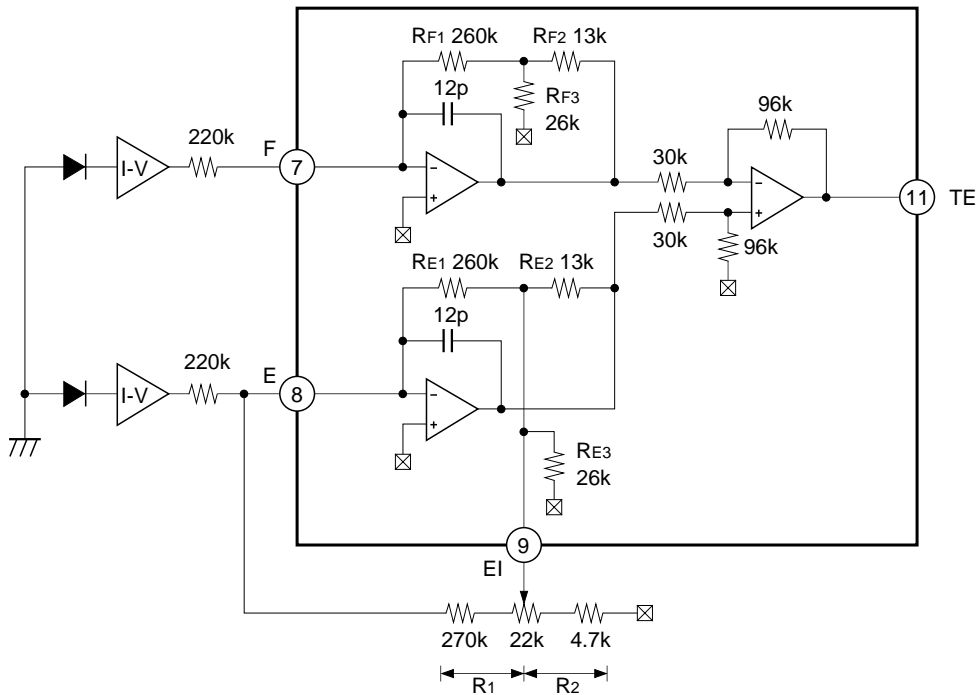 RF1 260k
RF2 13k
12p
RF3
26k
96k
220k
F
I-V
7
−
+
30k
−
+
11
TE
30k
96k
RE1 260k
RE2 13k
12p
220k
E
I-V
8
−
+
RE3
26k
9
EI
270k
22k
4.7k
R1
R2